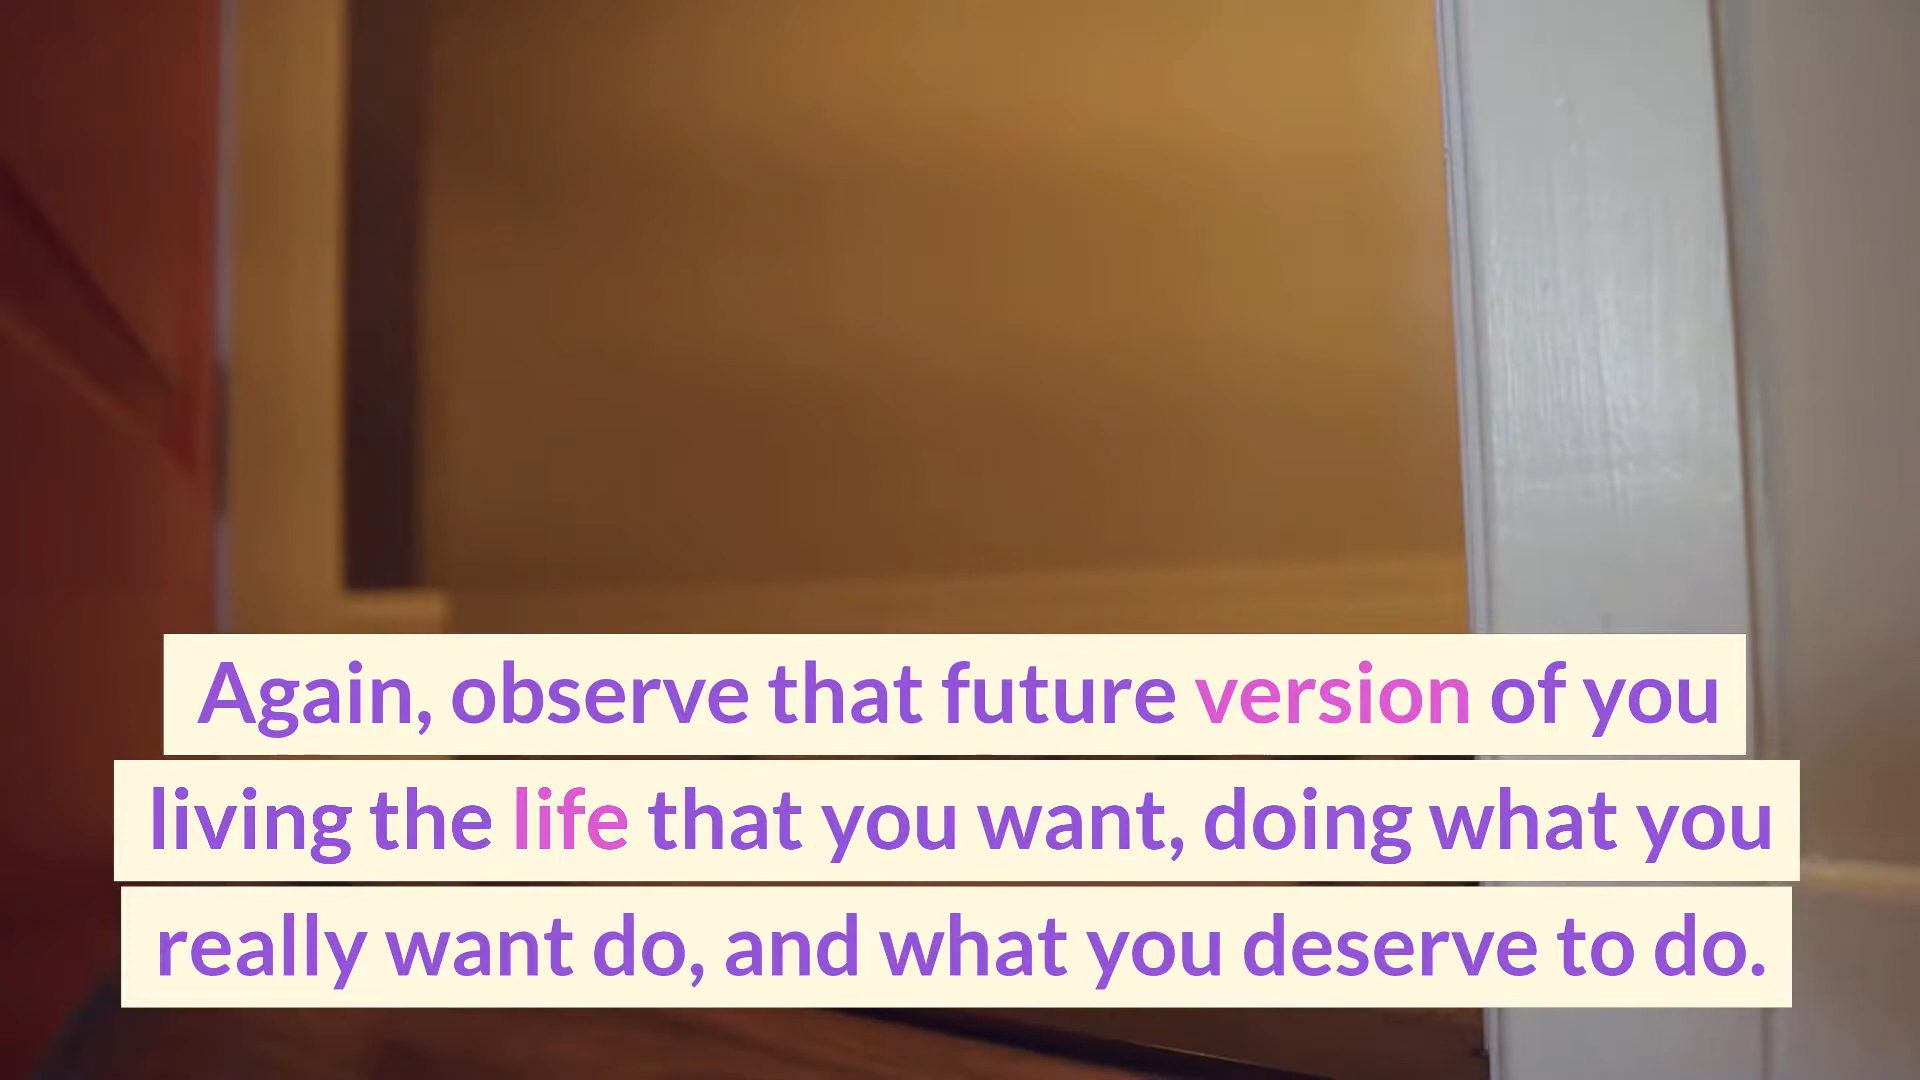 Again, observe that future version of you
living the life that you want, doing what you
really want do, and what you deserve to do.